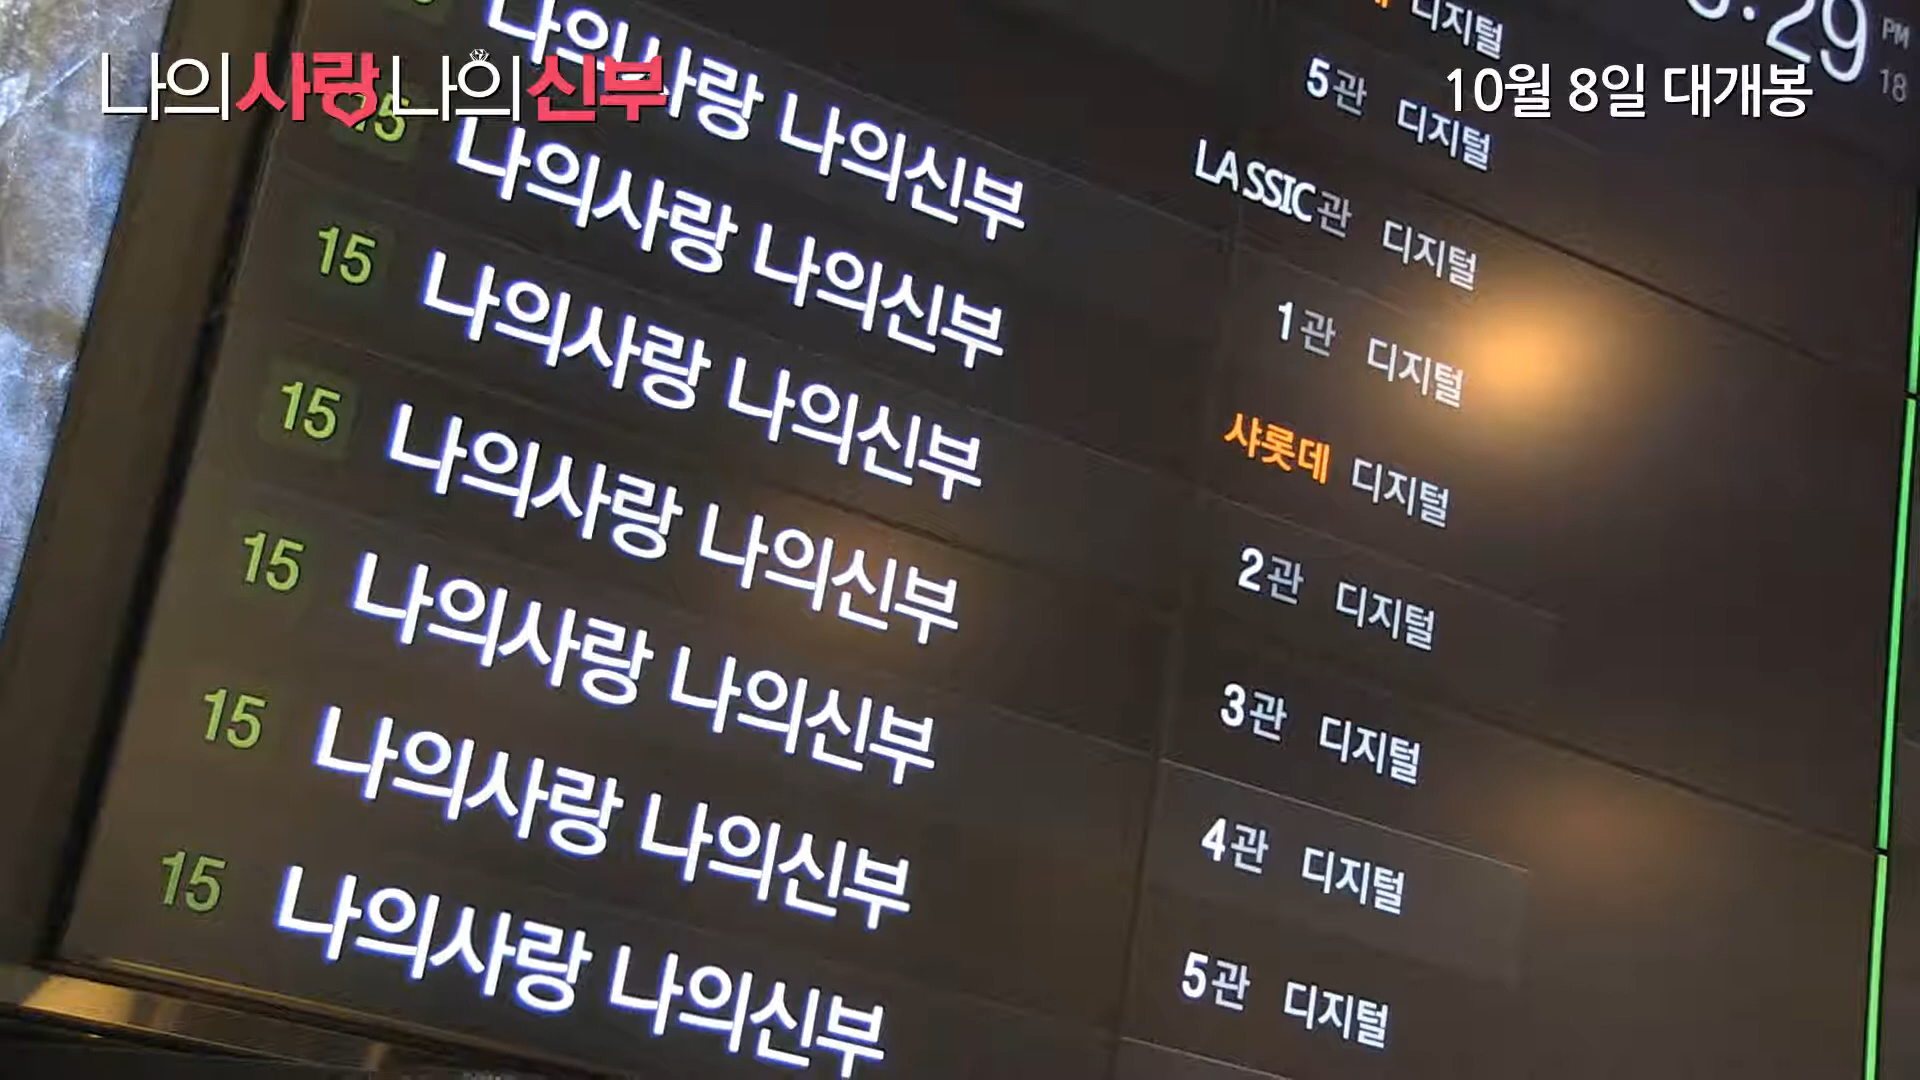 나의 사랑 나의 신부
10월 8일 대개봉
:29 PM
18
디지털
나의사랑 나의신부 5관 디지털
15 나의사랑 나의신부 LASSIC관 디지털
15 나의사랑 나의신부 1관 디지털
15 나의사랑 나의신부 샤롯데 디지털
15 나의사랑 나의신부 2관 디지털
15 나의사랑 나의신부 3관 디지털
15 나의사랑 나의신부 4관 디지털
5관 디지털